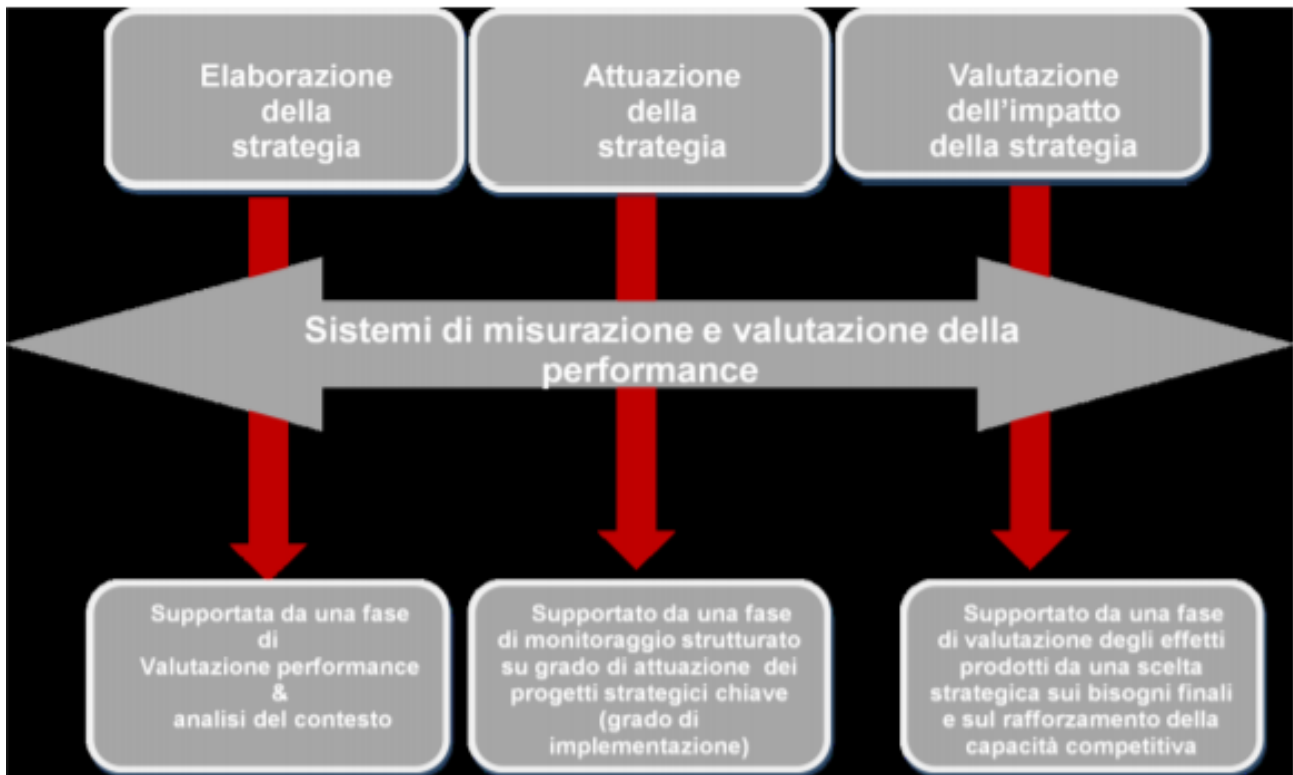 Elaborazione
della
strategia
Attuazione
della
strategia
Valutazione
dell'impatto
della strategia
Sistemi di misurazione e valutazione della
performance
Supportata da una fase
di
Valutazione performance
&
analisi del contesto
Supportato da una fase
di monitoraggio strutturato
su grado di attuazione dei
progetti strategici chiave
(grado di
implementazione)
Supportato da una fase
di valutazione degli effetti
prodotti da una scelta
strategica sui bisogni finali
e sul rafforzamento della
capacità competitiva